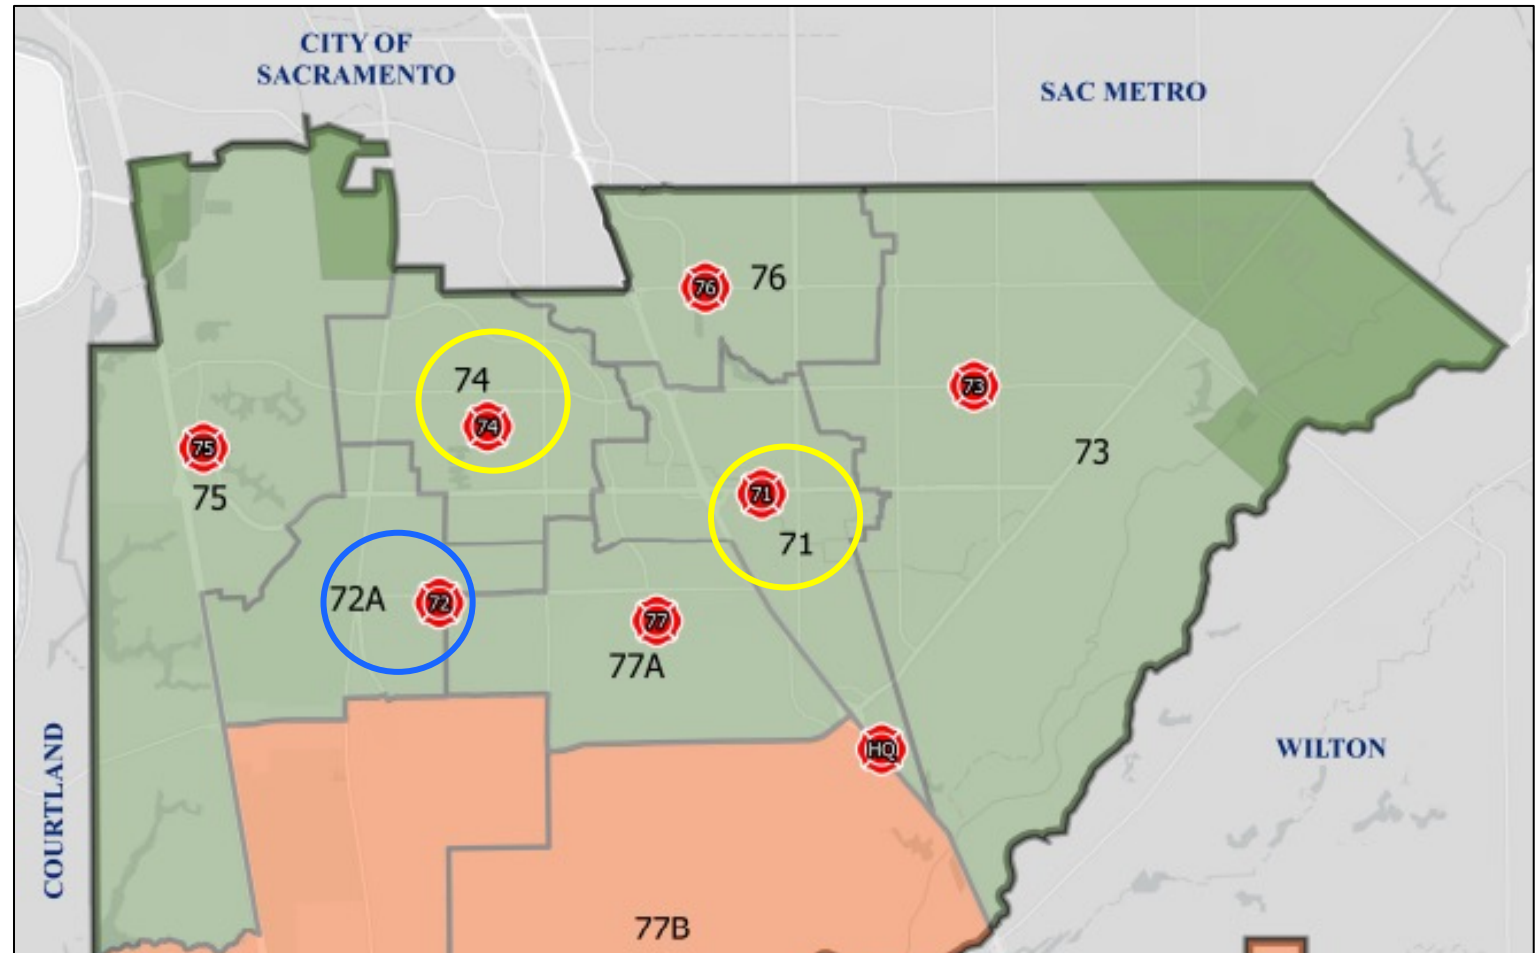 CITY OF
SACRAMENTO
SAC METRO
76
76
74
74
73
73
75
75
71
71
72A
72
77
77A
HQ
COURTLAND
WILTON
77B